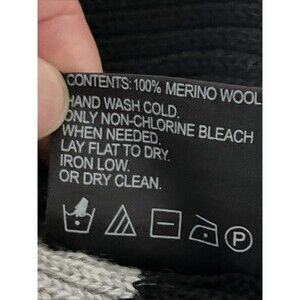 CONTENTS: 100% MERINO WOOL
HAND WASH COLD.
ONLY NON-CHLORINE BLEACH
WHEN NEEDED.
LAY FLAT TO DRY.
IRON LOW.
OR DRY CLEAN.
P